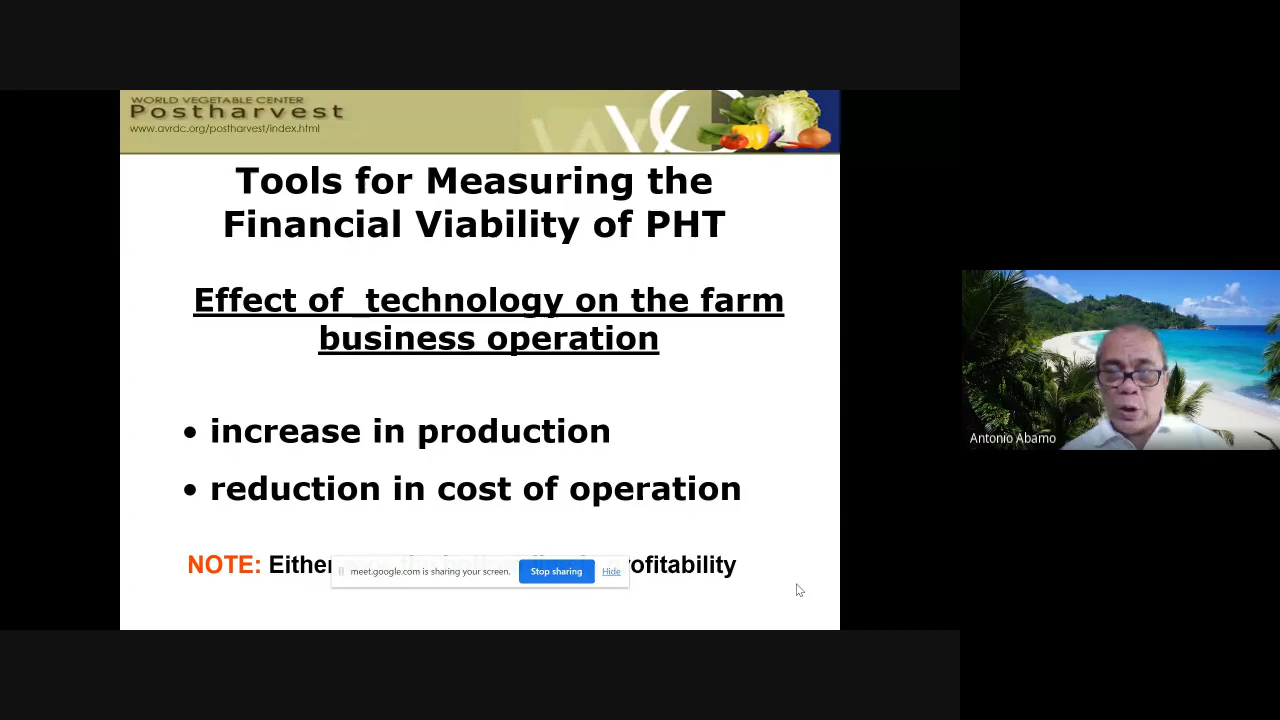 WORLD VEGETABLE CENTER
Postharvest
www.avrdc.org/postharvest/index.html
Tools for Measuring the
Financial Viability of PHT
Effect of technology on the farm
business operation
• increase in production
• reduction in cost of operation
NOTE: Either
meet.google.com is sharing your screen. Stop sharing Hide
Antonio Abamo